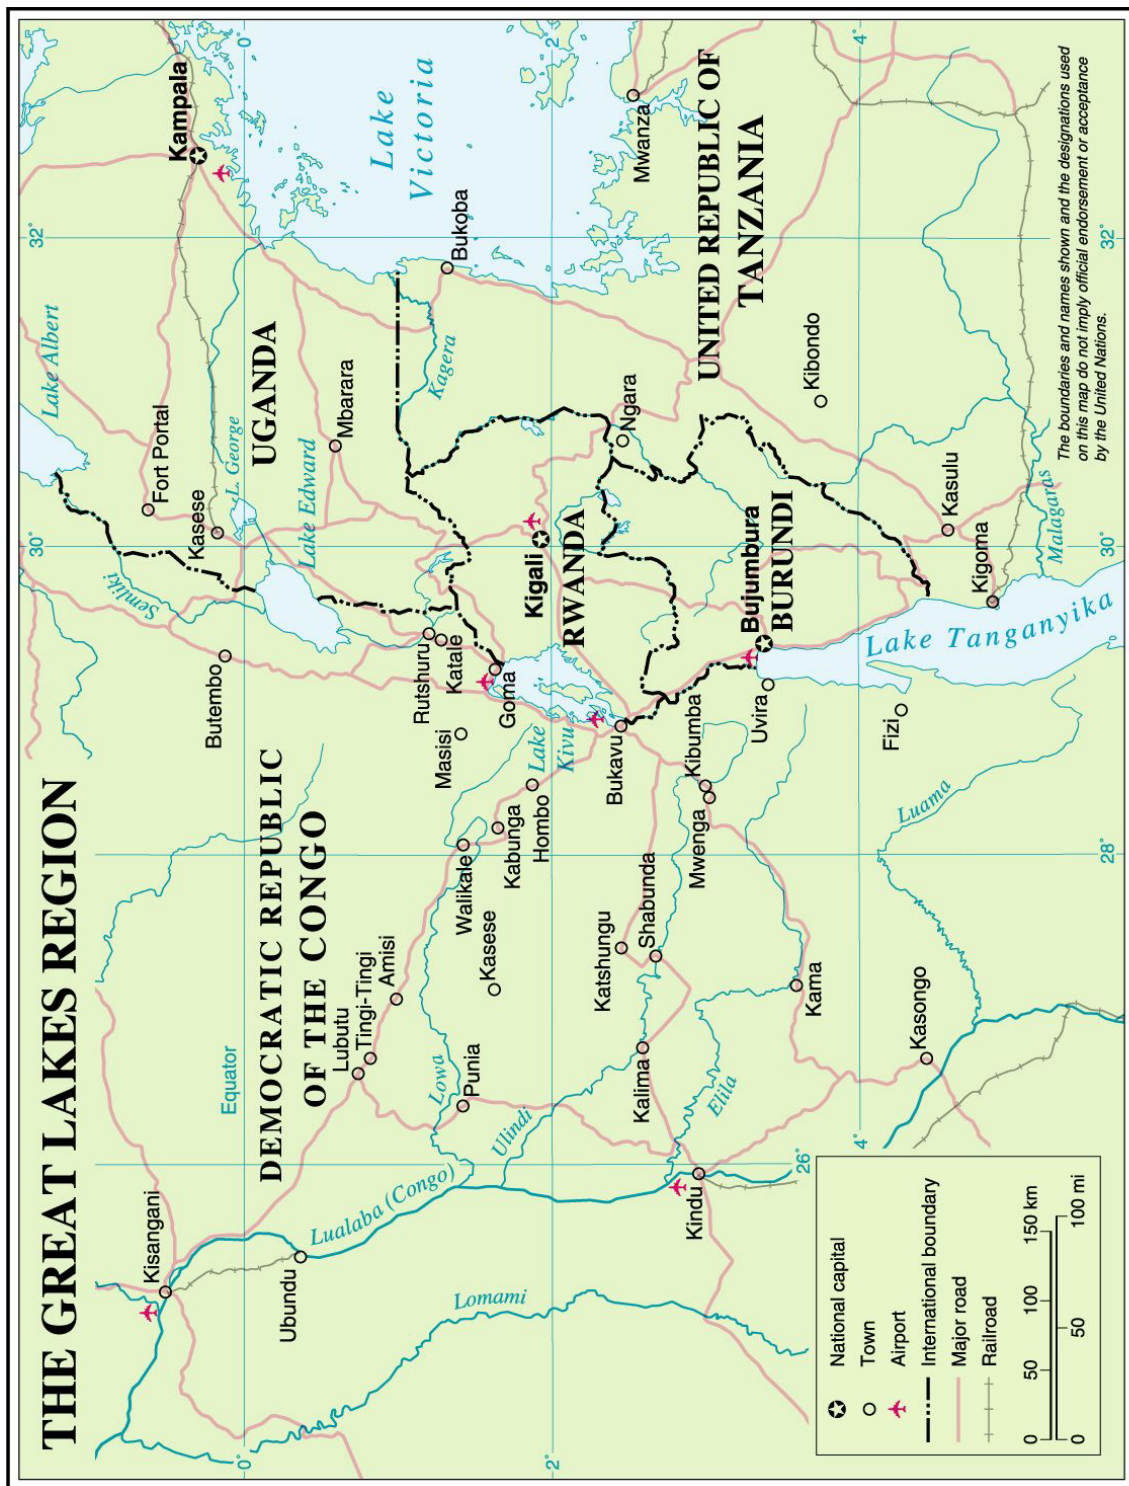 THE GREAT LAKES REGION
Kisangani
Ubundu
Lualaba (Congo)
Lomami
Equator
DEMOCRATIC REPUBLIC
OF THE CONGO
Lubutu
Tingi-Tingi
Amisi
Lowa
Punia
Ulindi
Walikale
Kasese
Kabunga
Hombo
Masisi
Butembo
Rutshuru
Katale
Goma
Lake
Kivu
Bukavu
Katshungu
Shabunda
Kalima
Elila
Kindu
Kama
Kasongo
Mwenga
Kibumba
Uvira
Fizi
Luama
Semliki
Lake Albert
Fort Portal
Kasese
L. George
Lake Edward
UGANDA
Mbarara
Kampala
Lake
Victoria
Bukoba
Kagera
Kigali
RWANDA
Ngara
Mwanza
UNITED REPUBLIC OF
TANZANIA
Kibondo
Bujumbura
BURUNDI
Kasulu
Kigoma
Malagaras
Lake Tanganyika
0°
2°
4°
0°
2°
4°
26°
28°
30°
32°
32°
National capital
Town
Airport
International boundary
Major road
Railroad
0 50 100 150 km
0 50 100 mi
The boundaries and names shown and the designations used
on this map do not imply official endorsement or acceptance
by the United Nations.